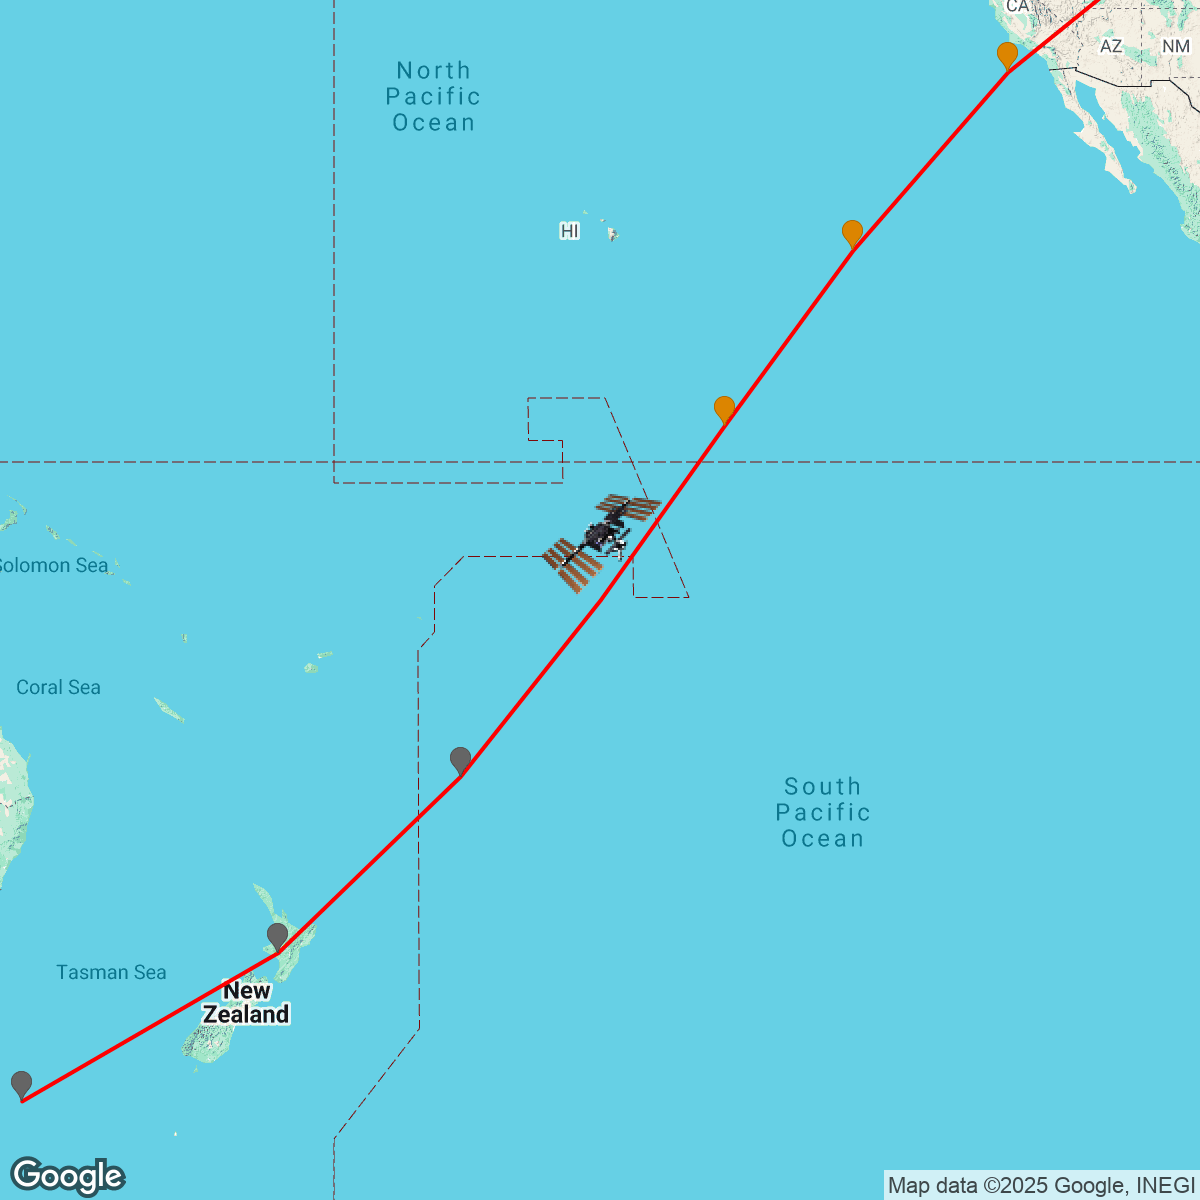 CA
AZ
NM
North
Pacific
Ocean
HI
Solomon Sea
Coral Sea
South
Pacific
Ocean
Tasman Sea
New
Zealand
Google
Map data ©2025 Google, INEGI